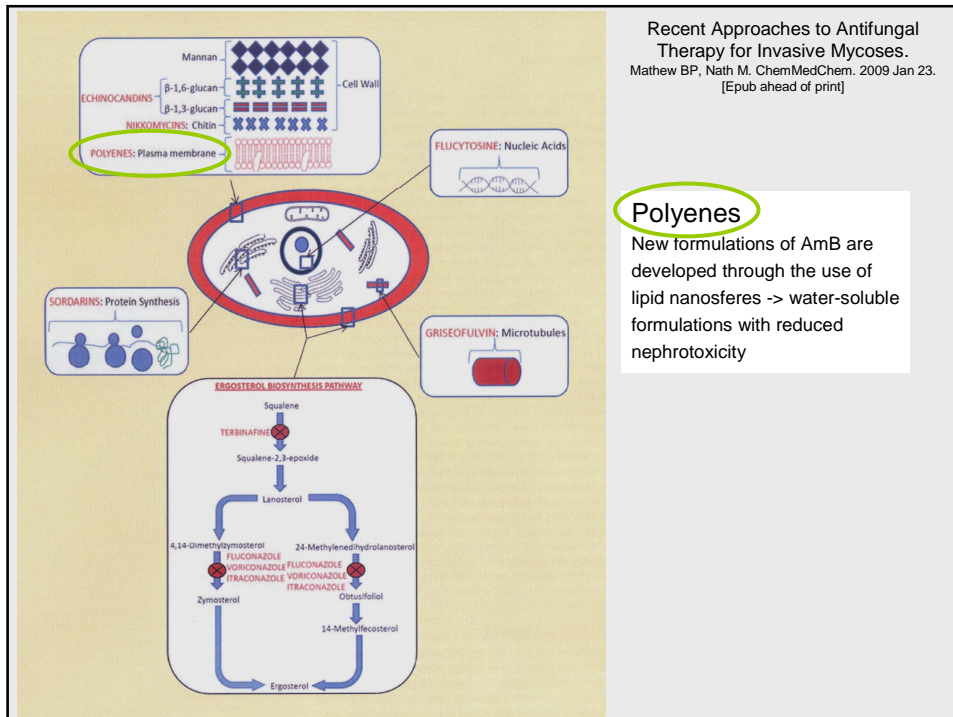 Recent Approaches to Antifungal
Therapy for Invasive Mycoses.
Mathew BP, Nath M. ChemMedChem. 2009 Jan 23.
[Epub ahead of print]
Mannan
β-1,6-glucan
Cell Wall
ECHINOCANDINS
β-1,3-glucan
NIKKOMYCINS: Chitin
POLYENES: Plasma membrane
FLUCYTOSINE: Nucleic Acids
Polyenes
New formulations of AmB are
developed through the use of
lipid nanosferes -> water-soluble
formulations with reduced
nephrotoxicity
SORDARINS: Protein Synthesis
GRISEOFULVIN: Microtubules
ERGOSTEROL BIOSYNTHESIS PATHWAY
Squalene
TERBINAFINE
Squalene-2,3-epoxide
Lanosterol
4,14-Dimethylzymosterol
24-Methylenedihydrolanosterol
FLUCONAZOLE
VORICONAZOLE
ITRACONAZOLE
FLUCONAZOLE
VORICONAZOLE
ITRACONAZOLE
Zymosterol
Obtusifoliol
14-Methylfecosterol
Ergosterol